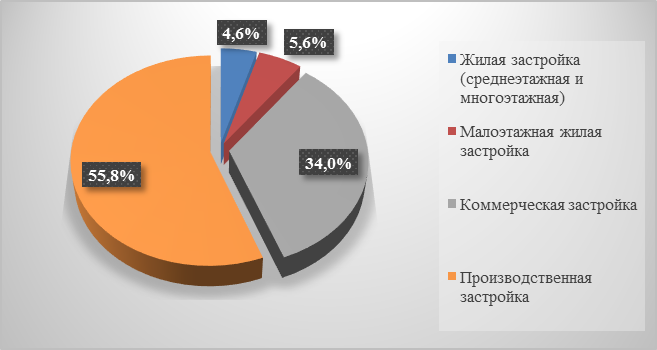 4,6%
5,6%
34,0%
55,8%
Жилая застройка
(среднеэтажная и
многоэтажная)
Малоэтажная жилая
застройка
Коммерческая застройка
Производственная
застройка